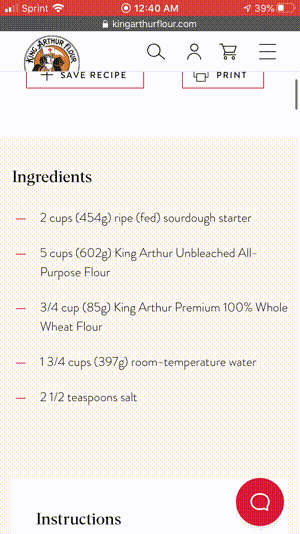 Sprint 12:40 AM 39%
kingarthurflour.com
KING ARTHUR FLOUR
SAVE RECIPE PRINT
Ingredients
— 2 cups (454g) ripe (fed) sourdough starter
— 5 cups (602g) King Arthur Unbleached All-
Purpose Flour
— 3/4 cup (85g) King Arthur Premium 100% Whole
Wheat Flour
— 1 3/4 cups (397g) room-temperature water
— 2 1/2 teaspoons salt
Instructions